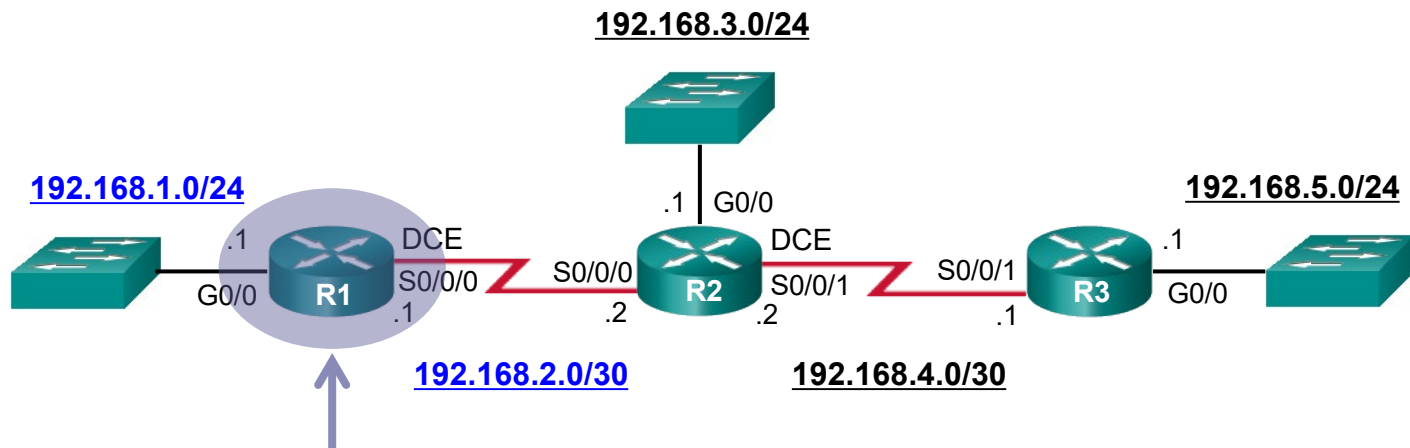 192.168.3.0/24
192.168.1.0/24
192.168.5.0/24
.1
G0/0
.1
DCE
DCE
.1
G0/0
R1
S0/0/0
S0/0/0
R2
S0/0/1
S0/0/1
R3
G0/0
.1
.2
.2
.1
192.168.2.0/30
192.168.4.0/30